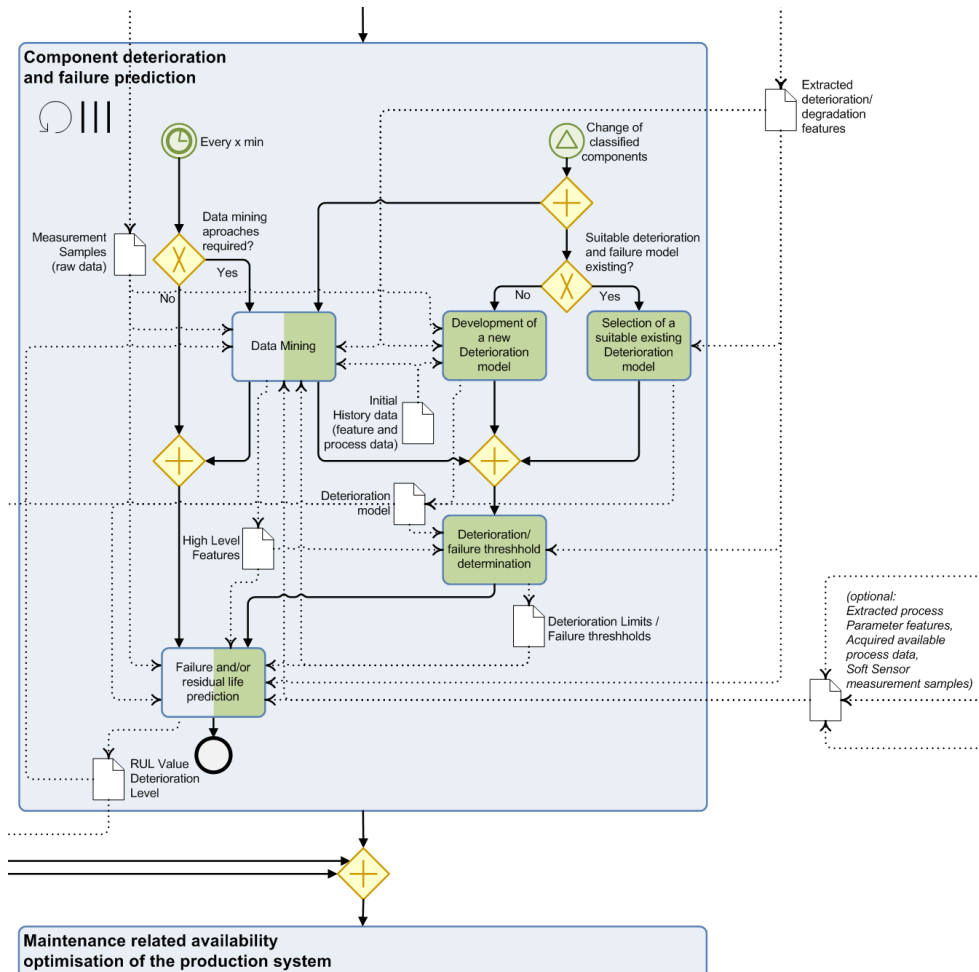 Component deterioration
and failure prediction
Every x min
Change of
classified
components
Extracted
deterioration/
degradation
features
Data mining
aproaches
required?
Measurement
Samples
(raw data)
Yes
No
Suitable deterioration
and failure model
existing?
No
Yes
Data Mining
Development of
a new
Deterioration
model
Selection of a
suitable existing
Deterioration
model
Initial
History data
(feature and
process data)
Deterioration
model
High Level
Features
Deterioration/
failure threshhold
determination
Deterioration Limits /
Failure threshholds
(optional:
Extracted process
Parameter features,
Acquired available
process data,
Soft Sensor
measurement samples)
Failure and/or
residual life
prediction
RUL Value
Deterioration
Level
Maintenance related availability
optimisation of the production system